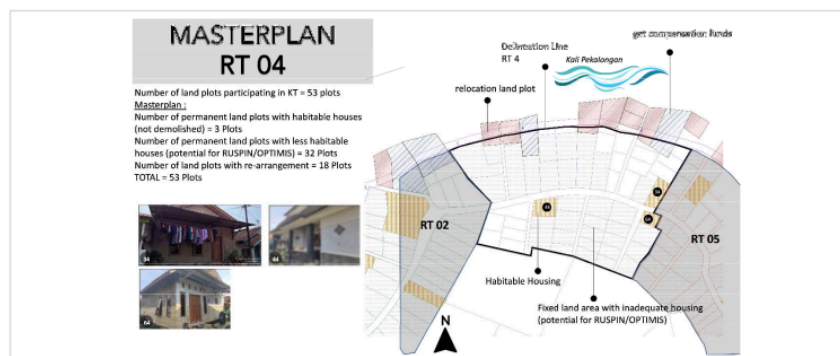 MASTERPLAN
RT 04
Number of land plots participating in KT = 53 plots
Masterplan :
Number of permanent land plots with habitable houses
(not demolished) = 3 Plots
Number of permanent land plots with less habitable
houses (potential for RUSPIN/OPTIMIS) = 32 Plots
Number of land plots with re-arrangement = 18 Plots
TOTAL = 53 Plots
get compensation funds
Delineation Line
RT 4
Kali Pekalongan
relocation land plot
RT 02
RT 05
Habitable Housing
Fixed land area with inadequate housing
(potential for RUSPIN/OPTIMIS)
N
64